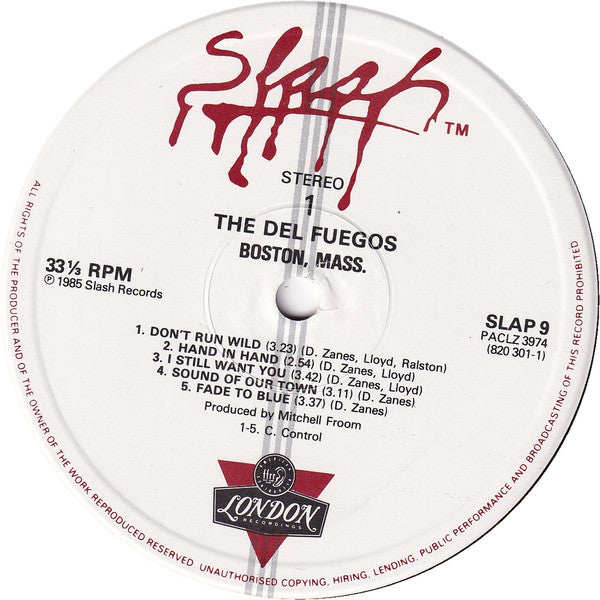 Slash
TM
STEREO
1
THE DEL FUEGOS
BOSTON, MASS.
33⅓ RPM
℗ 1985 Slash Records
SLAP 9
PACLZ 3974
(820 301-1)
1. DON'T RUN WILD (3.23) (D. Zanes, Lloyd, Ralston)
2. HAND IN HAND (2.54) (D. Zanes, Lloyd)
3. I STILL WANT YOU (3.42) (D. Zanes, Lloyd)
4. SOUND OF OUR TOWN (3.11) (D. Zanes)
5. FADE TO BLUE (3.37) (D. Zanes)
Produced by Mitchell Froom
1-5. C. Control
LONDON
RECORDINGS
ALL RIGHTS OF THE PRODUCER AND OF THE OWNER OF THE WORK REPRODUCED RESERVED. UNAUTHORISED COPYING. HIRING. LENDING. PUBLIC PERFORMANCE AND BROADCASTING OF THIS RECORD PROHIBITED